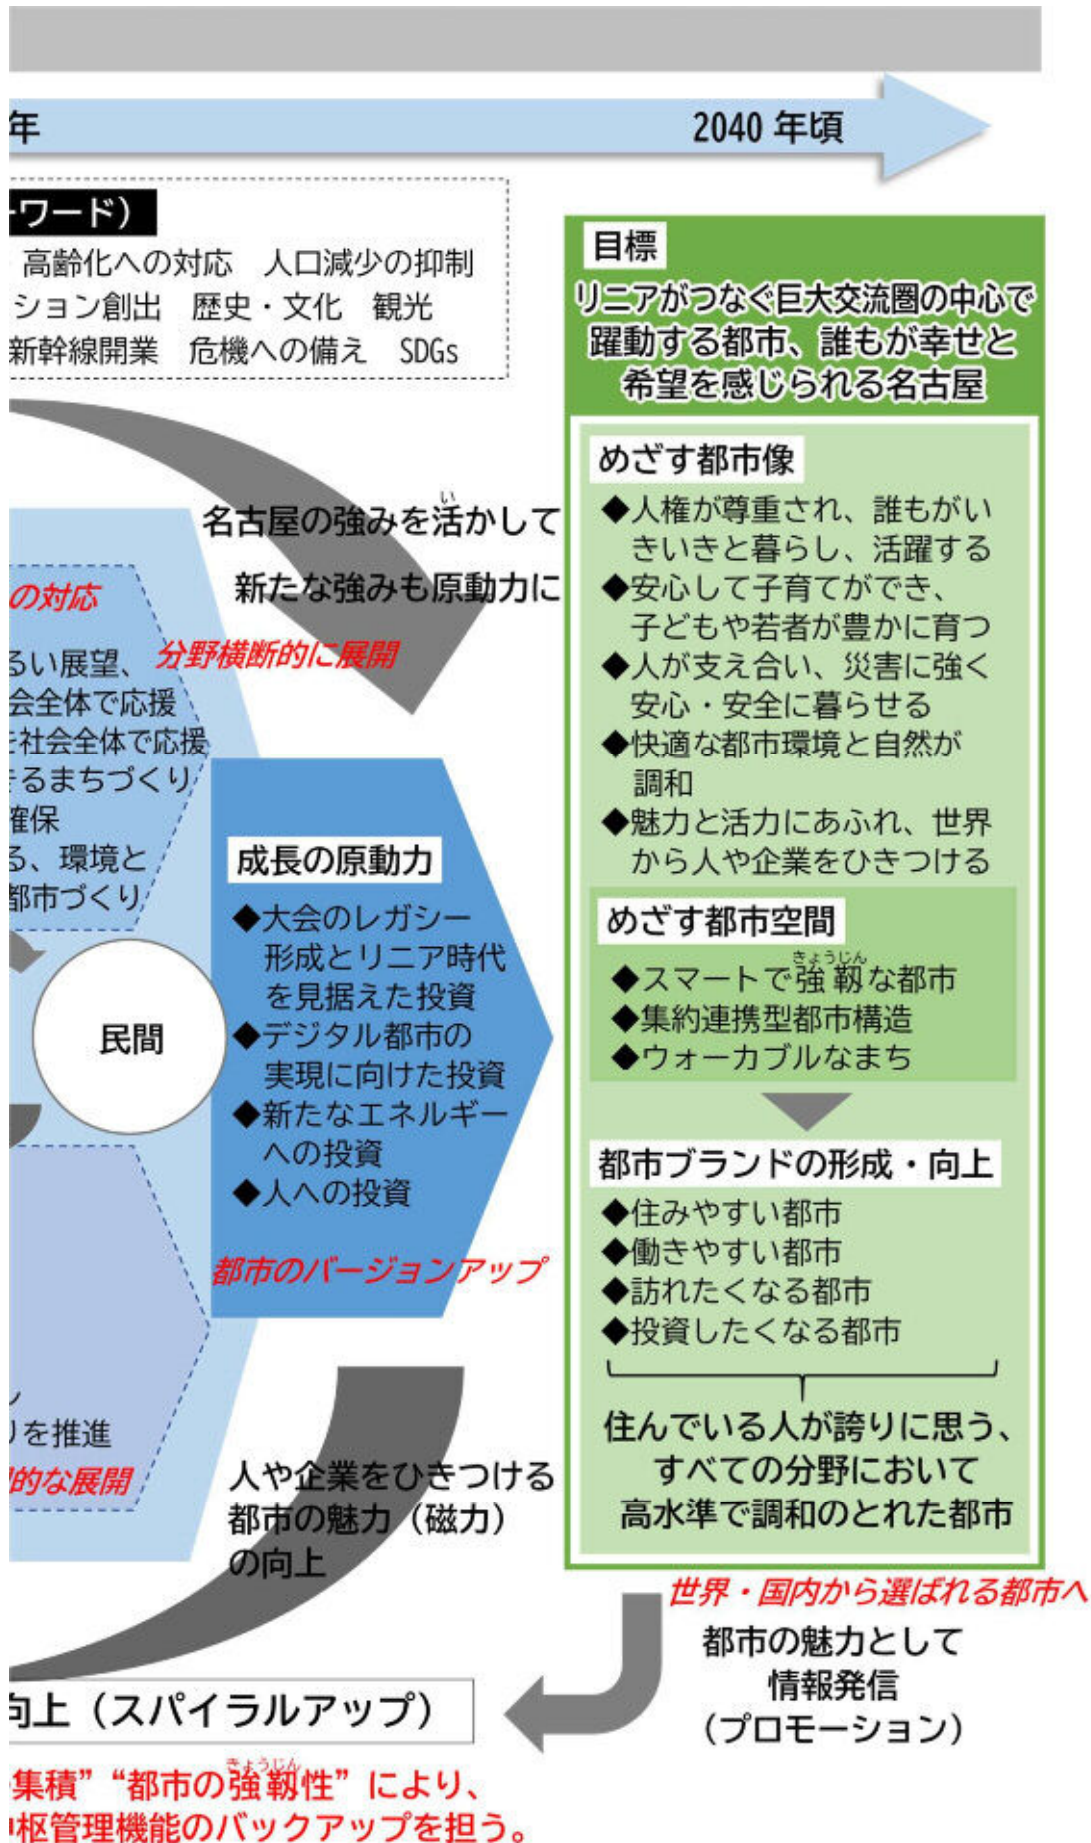 年
2040 年頃
ーワード）
高齢化への対応　人口減少の抑制
ション創出　歴史・文化　観光
新幹線開業　危機への備え　SDGs
い
名古屋の強みを活かして
新たな強みも原動力に
の対応
分野横断的に展開
るい展望、
会全体で応援
社会全体で応援
きるまちづくり
確保
る、環境と
都市づくり
民間
成長の原動力
◆大会のレガシー
形成とリニア時代
を見据えた投資
◆デジタル都市の
実現に向けた投資
◆新たなエネルギー
への投資
◆人への投資
都市のバージョンアップ
りを推進
的な展開
人や企業をひきつける
都市の魅力（磁力）
の向上
向上（スパイラルアップ）
きょうじん
集積”“都市の強靱性”により、
枢管理機能のバックアップを担う。
目標
リニアがつなぐ巨大交流圏の中心で
躍動する都市、誰もが幸せと
希望を感じられる名古屋
めざす都市像
◆人権が尊重され、誰もがい
きいきと暮らし、活躍する
◆安心して子育てができ、
子どもや若者が豊かに育つ
◆人が支え合い、災害に強く
安心・安全に暮らせる
◆快適な都市環境と自然が
調和
◆魅力と活力にあふれ、世界
から人や企業をひきつける
めざす都市空間
きょうじん
◆スマートで強靱な都市
◆集約連携型都市構造
◆ウォーカブルなまち
都市ブランドの形成・向上
◆住みやすい都市
◆働きやすい都市
◆訪れたくなる都市
◆投資したくなる都市
住んでいる人が誇りに思う、
すべての分野において
高水準で調和のとれた都市
世界・国内から選ばれる都市へ
都市の魅力として
情報発信
（プロモーション）